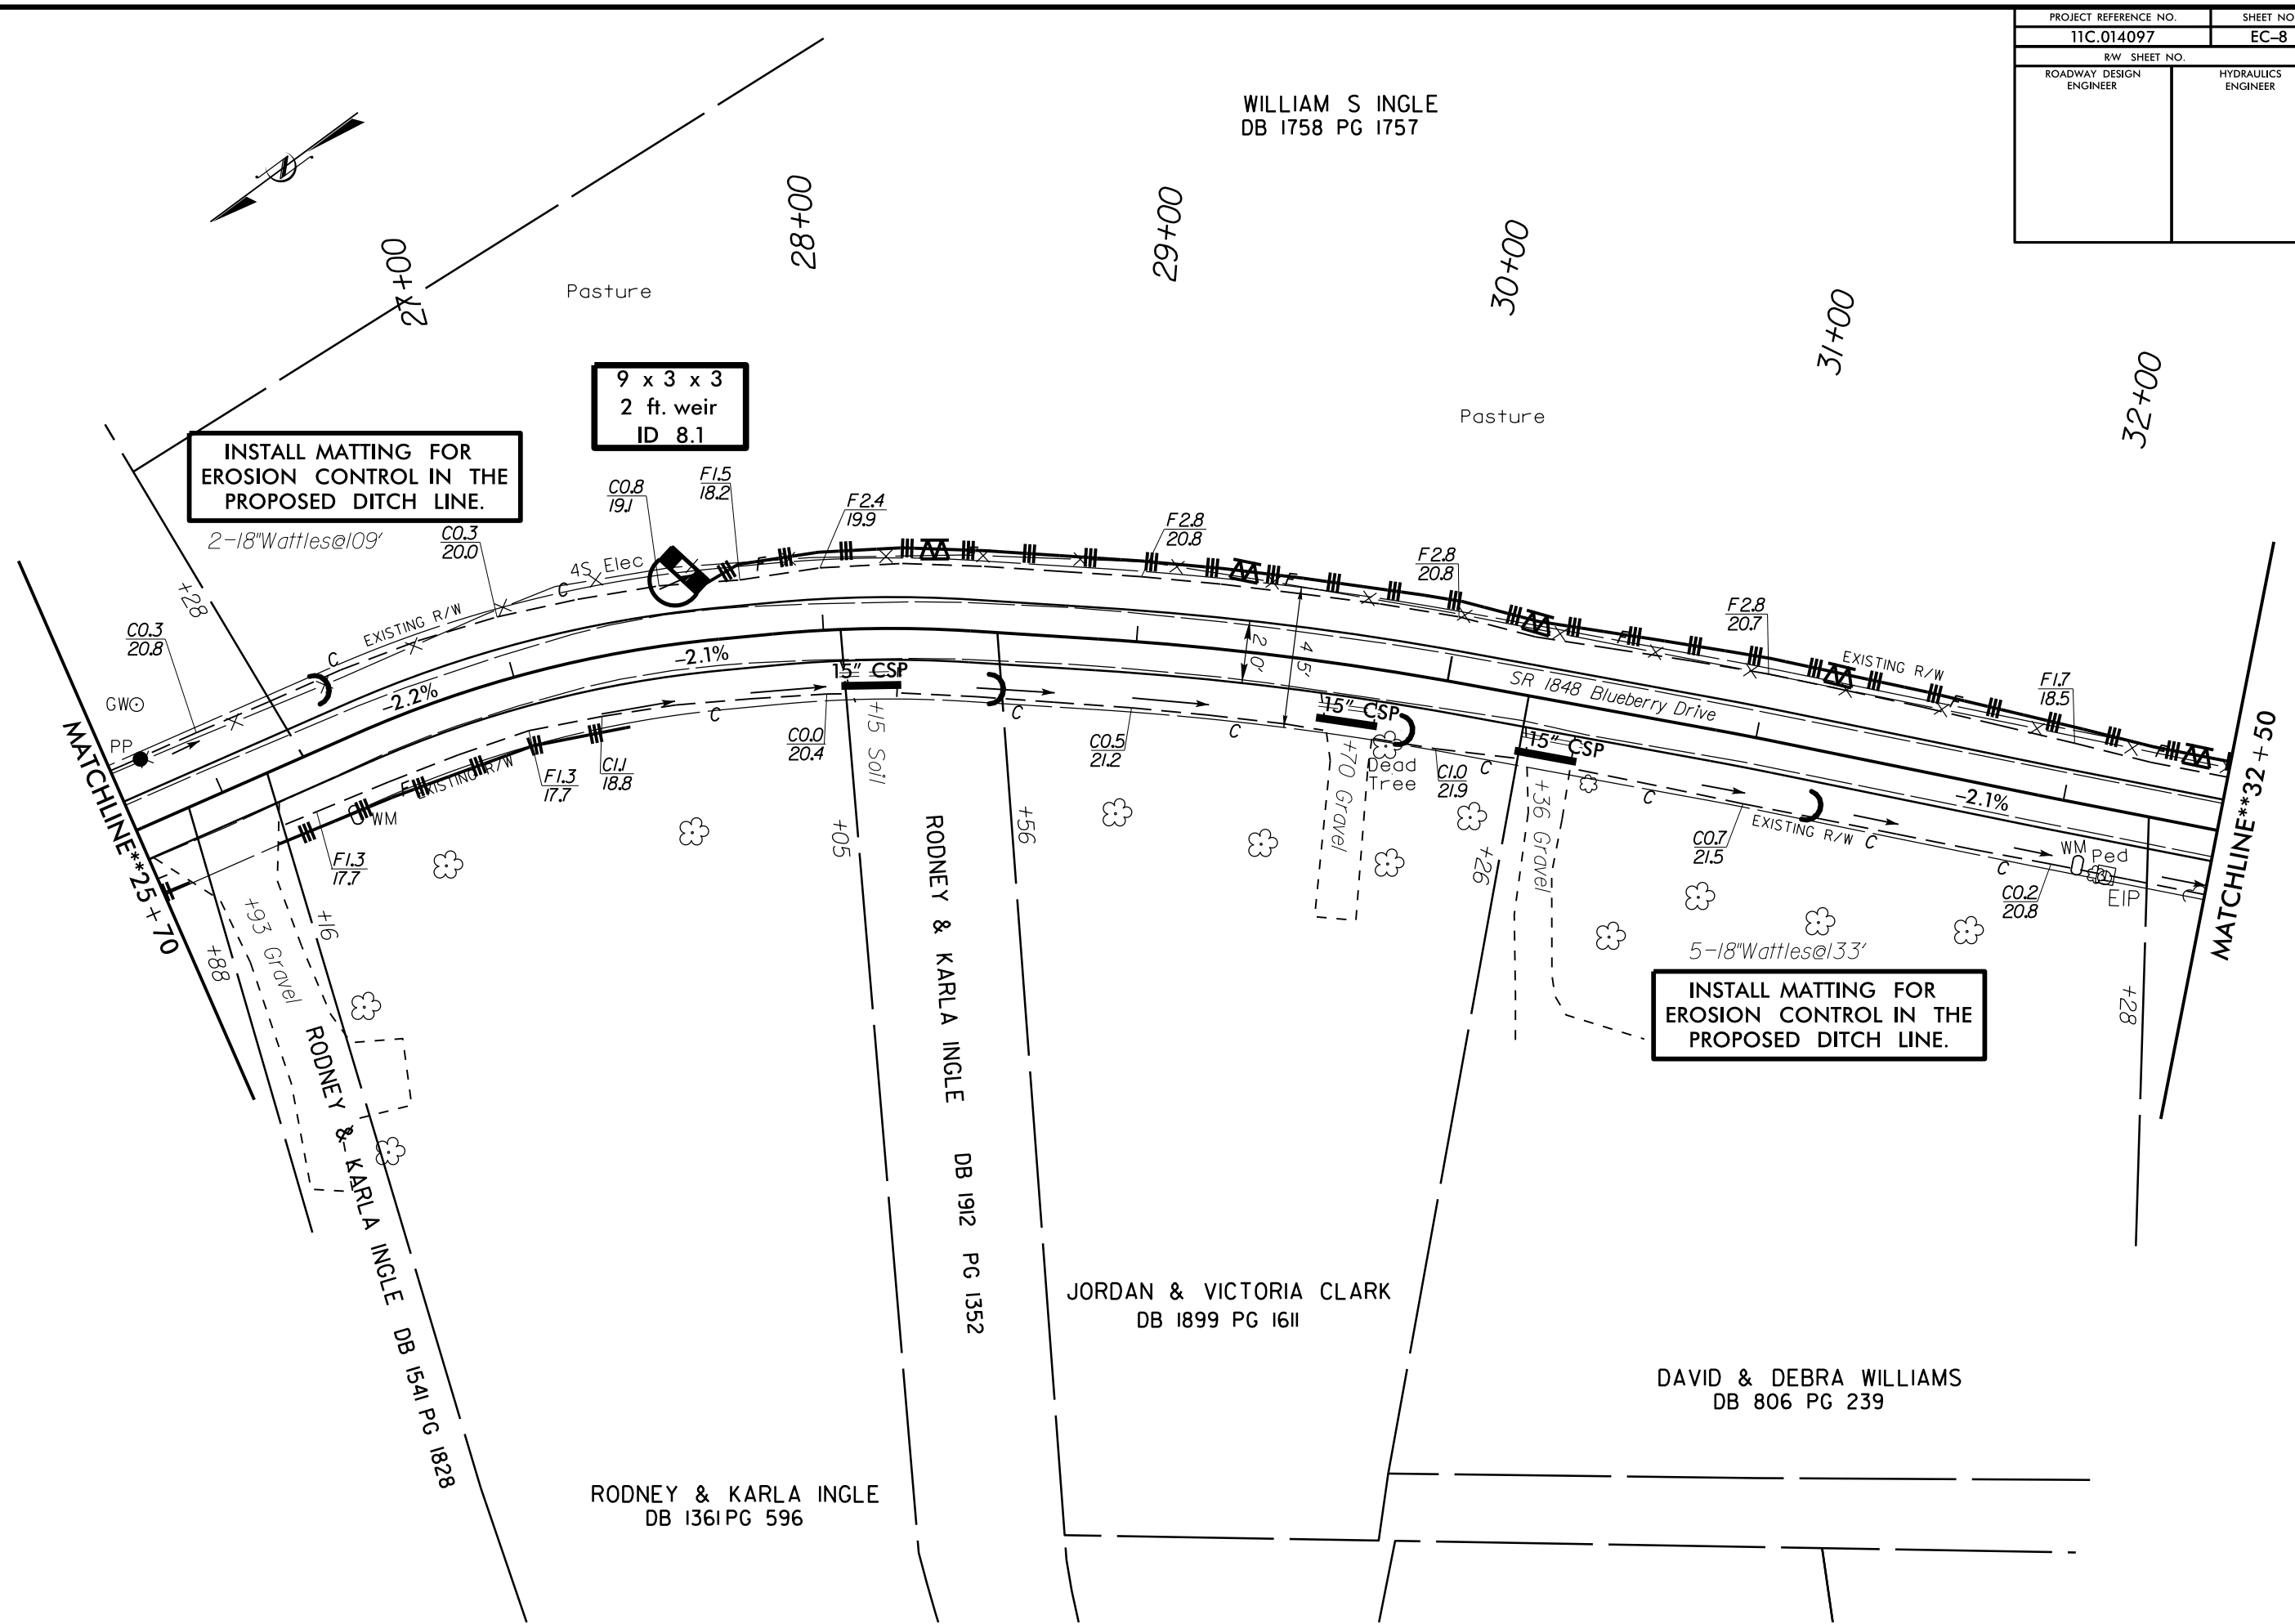 PROJECT REFERENCE NO.
SHEET NO
11C.014097
EC-8
RW SHEET NO.
ROADWAY DESIGN
ENGINEER
HYDRAULICS
ENGINEER
WILLIAM S INGLE
DB 1758 PG 1757
27+00
28+00
29+00
30+00
31+00
32+00
Pasture
Pasture
9 x 3 x 3
2 ft. weir
ID 8.1
INSTALL MATTING FOR
EROSION CONTROL IN THE
PROPOSED DITCH LINE.
2-18"Wattles@109'
C0.3
20.0
C0.8
19.1
F1.5
18.2
F2.4
19.9
F2.8
20.8
F2.8
20.8
F2.8
20.7
F1.7
18.5
4S Elec
C
F
F
F
F
F
+28
C0.3
20.8
EXISTING R/W
C
EXISTING R/W
GW
PP
-2.2%
-2.1%
15" CSP
20'
45'
SR 1848 Blueberry Drive
15" CSP
15" CSP
-2.1%
MATCHLINE**25+70
MATCHLINE**32+50
F
EXISTING R/W
WM
F1.3
17.7
F1.3
17.7
C1.1
18.8
C
C0.0
20.4
+15 Soil
C
C0.5
21.2
C
+70 Gravel
Dead
Tree
C1.0
21.9
C
+36 Gravel
C
C0.7
21.5
EXISTING R/W
C
C
C0.2
20.8
WM
Ped
EIP
+88
+93 Gravel
+16
+05
+56
+26
+28
5-18"Wattles@133'
INSTALL MATTING FOR
EROSION CONTROL IN THE
PROPOSED DITCH LINE.
RODNEY & KARLA INGLE DB 1541 PG 1828
RODNEY & KARLA INGLE DB 1912 PG 1352
JORDAN & VICTORIA CLARK
DB 1899 PG 1611
DAVID & DEBRA WILLIAMS
DB 806 PG 239
RODNEY & KARLA INGLE
DB 1361 PG 596